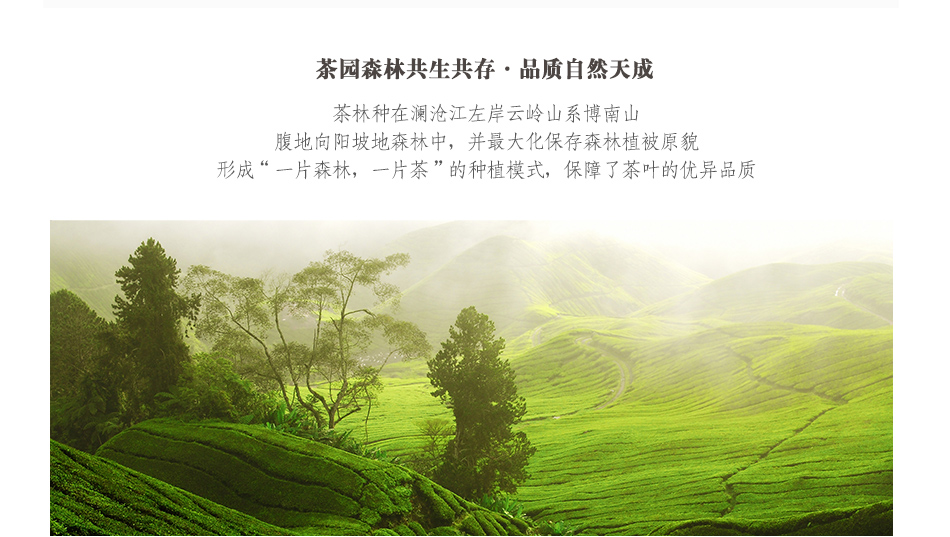 茶园森林共生共存·品质自然天成
茶林种在澜沧江左岸云岭山系博南山
腹地向阳坡地森林中，并最大化保存森林植被原貌
形成“一片森林，一片茶”的种植模式，保障了茶叶的优异品质